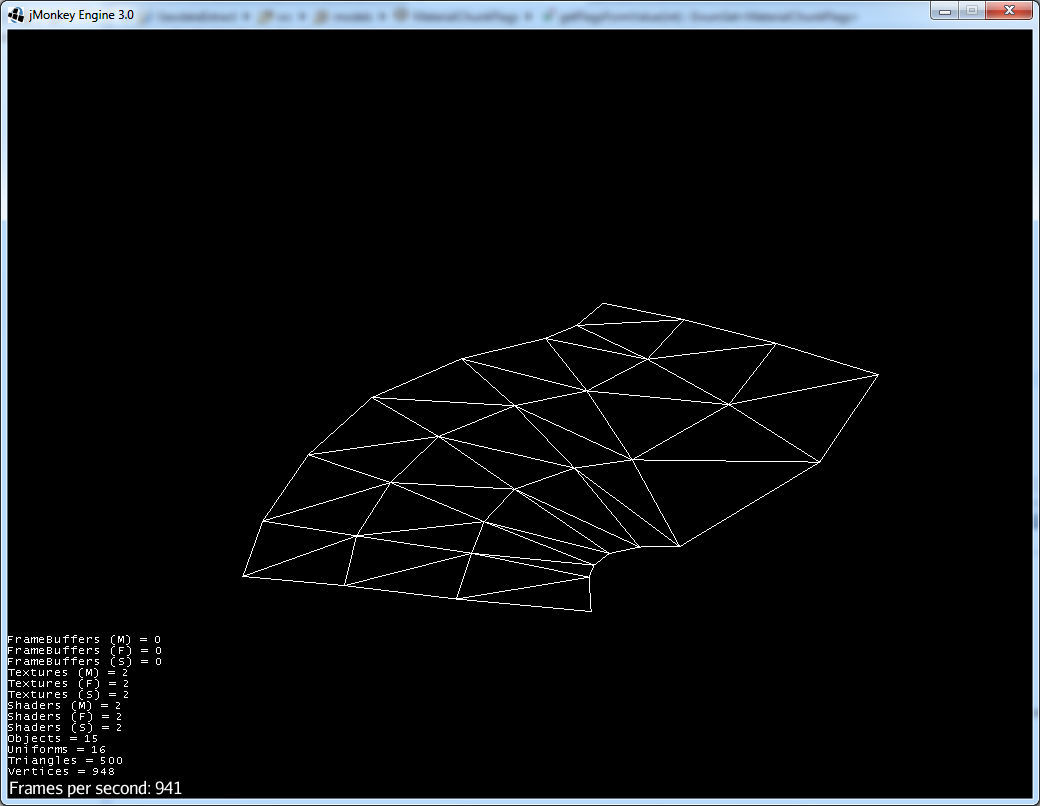 jMonkey Engine 3.0
FrameBuffers (M) = 0
FrameBuffers (F) = 0
FrameBuffers (S) = 0
Textures (M) = 2
Textures (F) = 2
Textures (S) = 2
Shaders (M) = 2
Shaders (F) = 2
Shaders (S) = 2
Objects = 15
Uniforms = 16
Triangles = 500
Vertices = 948
Frames per second: 941